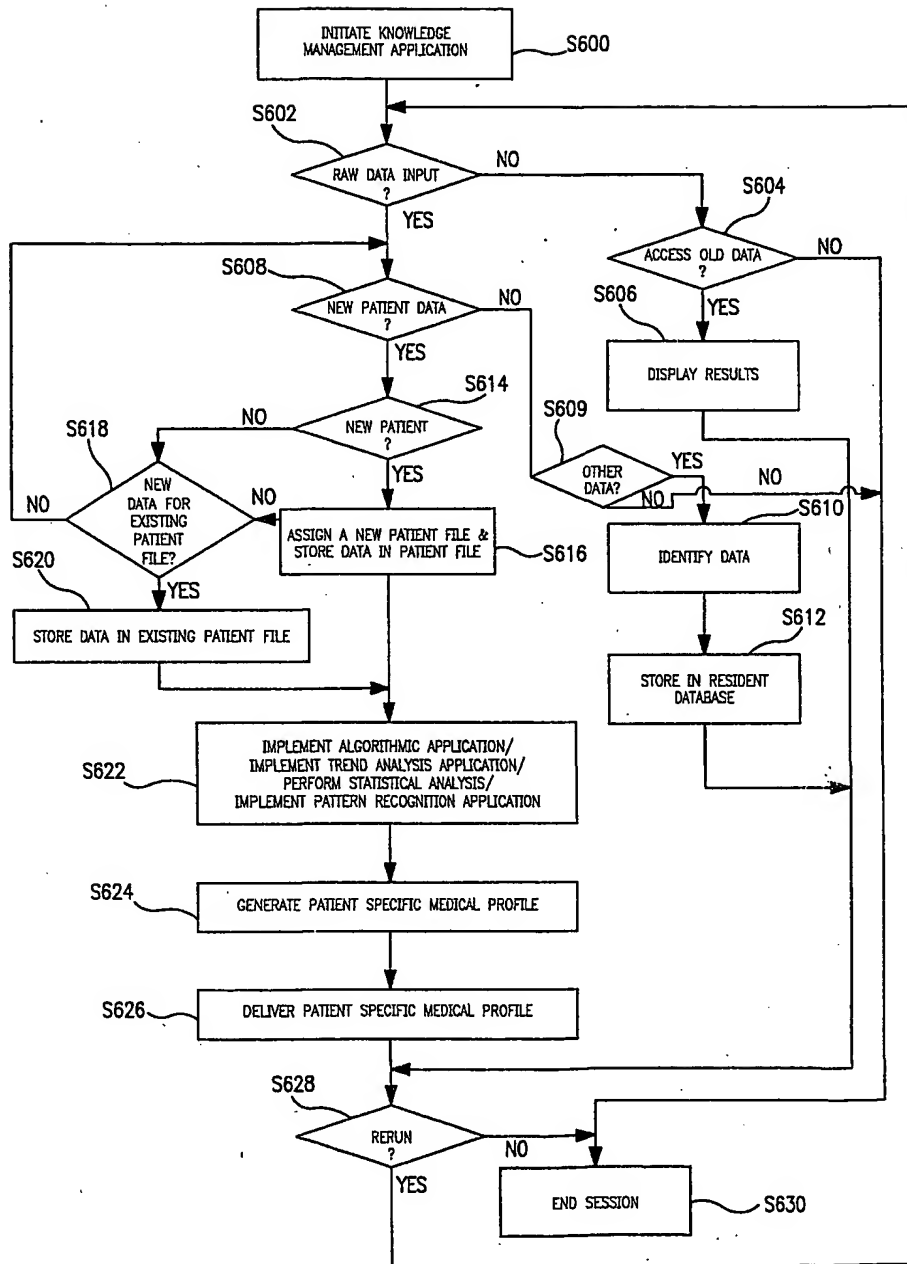 INITIATE KNOWLEDGE
MANAGEMENT APPLICATION
S600
S602
RAW DATA INPUT
?
NO
YES
S604
ACCESS OLD DATA
?
NO
YES
S608
NEW PATIENT DATA
?
NO
YES
S606
DISPLAY RESULTS
S614
NEW PATIENT
?
NO
YES
S618
NEW
DATA FOR
EXISTING
PATIENT
FILE?
NO
NO
YES
S609
OTHER
DATA?
YES
NO
NO
S610
IDENTIFY DATA
ASSIGN A NEW PATIENT FILE &
STORE DATA IN PATIENT FILE
S616
S620
STORE DATA IN EXISTING PATIENT FILE
S612
STORE IN RESIDENT
DATABASE
S622
IMPLEMENT ALGORITHMIC APPLICATION/
IMPLEMENT TREND ANALYSIS APPLICATION/
PERFORM STATISTICAL ANALYSIS/
IMPLEMENT PATTERN RECOGNITION APPLICATION
S624
GENERATE PATIENT SPECIFIC MEDICAL PROFILE
S626
DELIVER PATIENT SPECIFIC MEDICAL PROFILE
S628
RERUN
?
NO
YES
END SESSION
S630